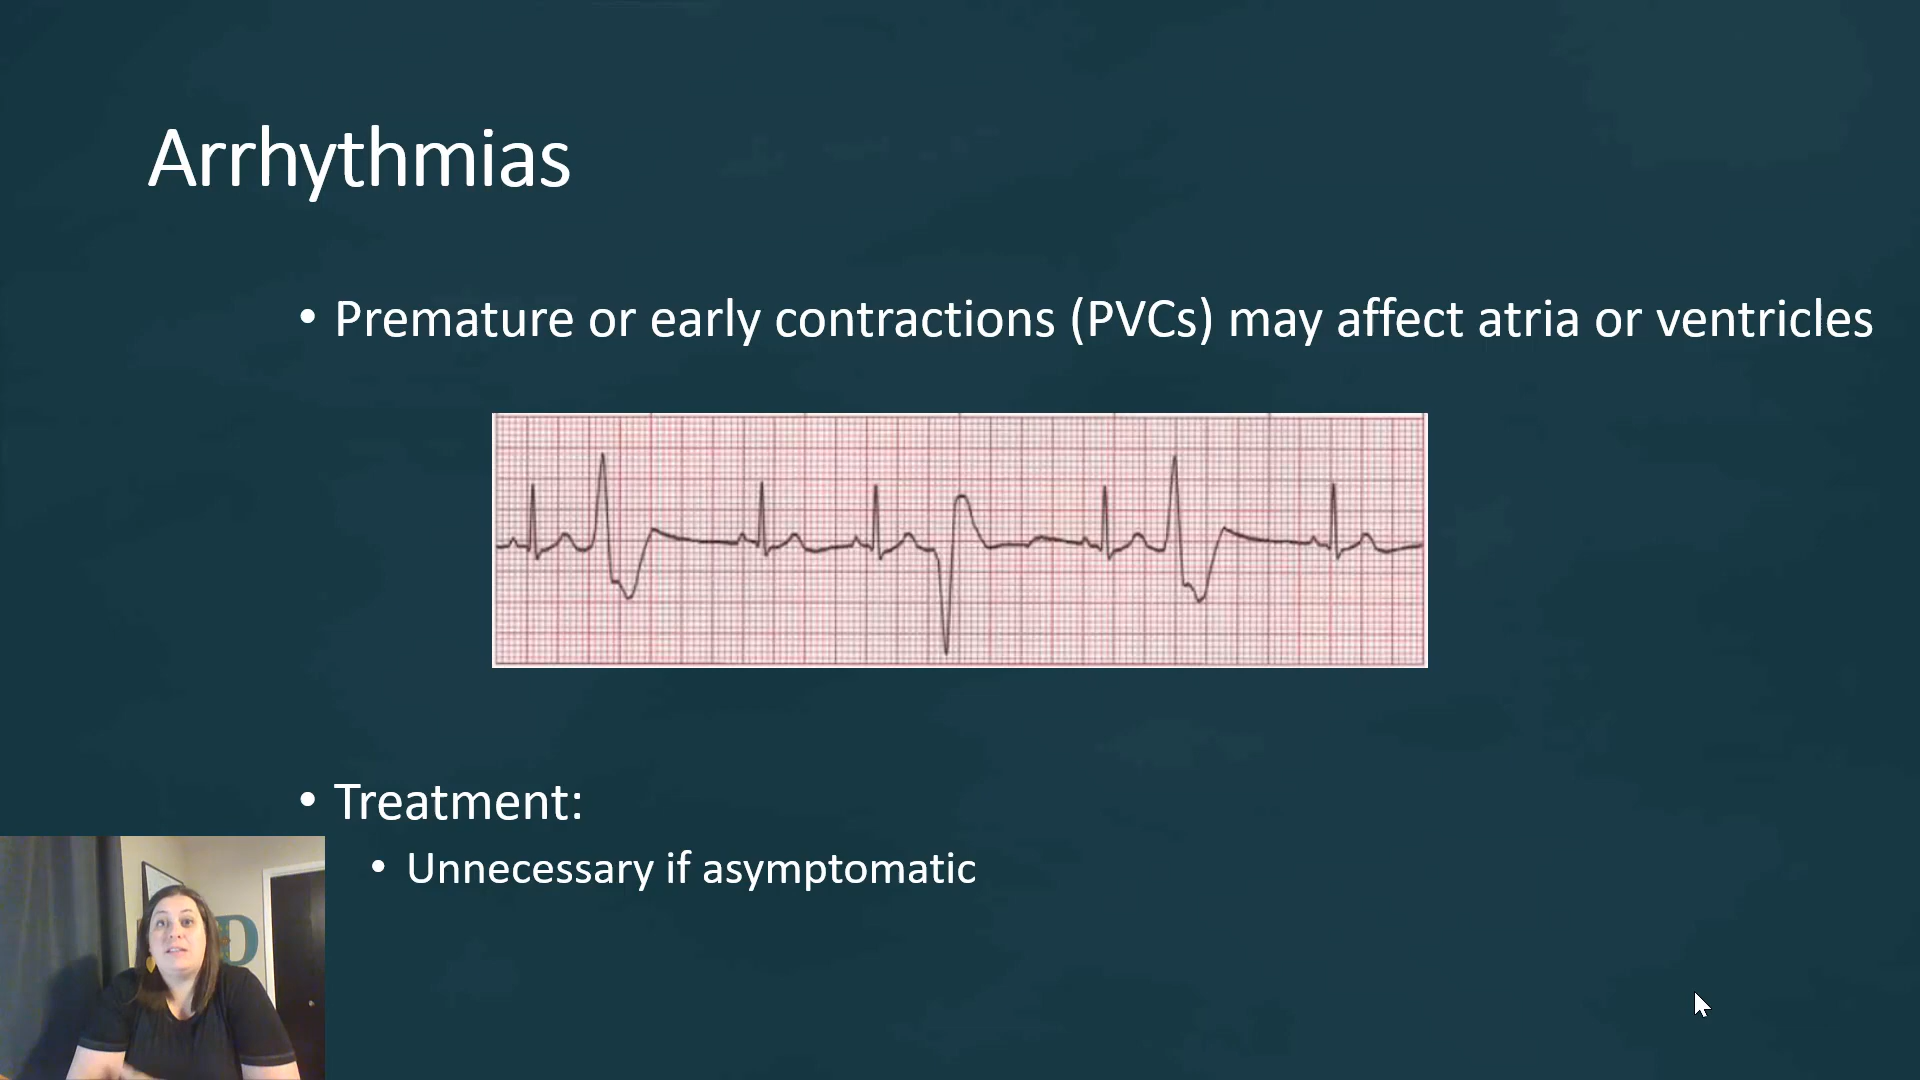 Arrhythmias
• Premature or early contractions (PVCs) may affect atria or ventricles
• Treatment:
• Unnecessary if asymptomatic
D